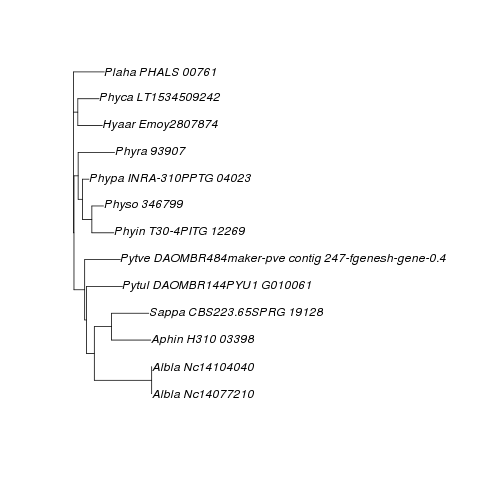 Plaha PHALS 00761
Phyca LT1534509242
Hyaar Emoy2807874
Phyra 93907
Phypa INRA-310PPTG 04023
Physo 346799
Phyin T30-4PITG 12269
Pytve DAOMBR484maker-pve contig 247-fgenesh-gene-0.4
Pytul DAOMBR144PYU1 G010061
Sappa CBS223.65SPRG 19128
Aphin H310 03398
Albla Nc14104040
Albla Nc14077210